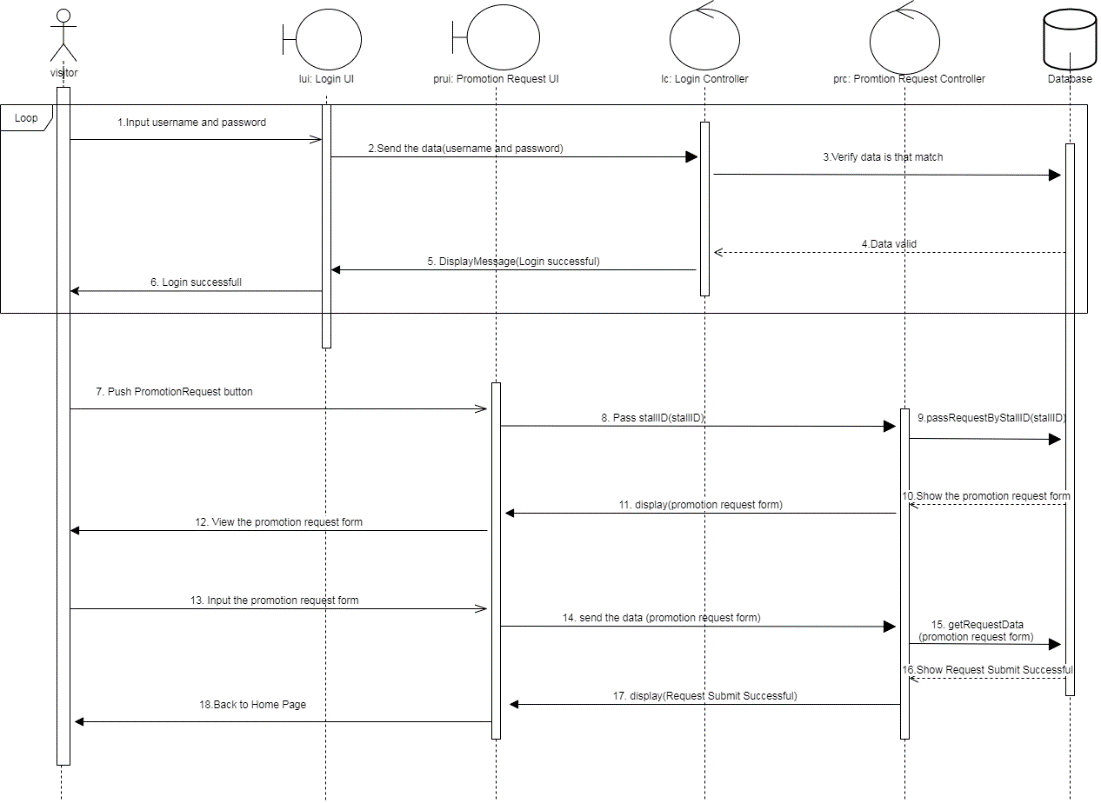 visitor
lui: Login UI
prui: Promotion Request UI
lc: Login Controller
prc: Promtion Request Controller
Database
Loop
1.Input username and password
2.Send the data(username and password)
3.Verify data is that match
4.Data valid
5. DisplayMessage(Login successful)
6. Login successfull
7. Push PromotionRequest button
8. Pass stallID(stallID)
9.passRequestByStallID(stallID)
10.Show the promotion request form
11. display(promotion request form)
12. View the promotion request form
13. Input the promotion request form
14. send the data (promotion request form)
15. getRequestData
(promotion request form)
16.Show Request Submit Successful
17. display(Request Submit Successful)
18.Back to Home Page